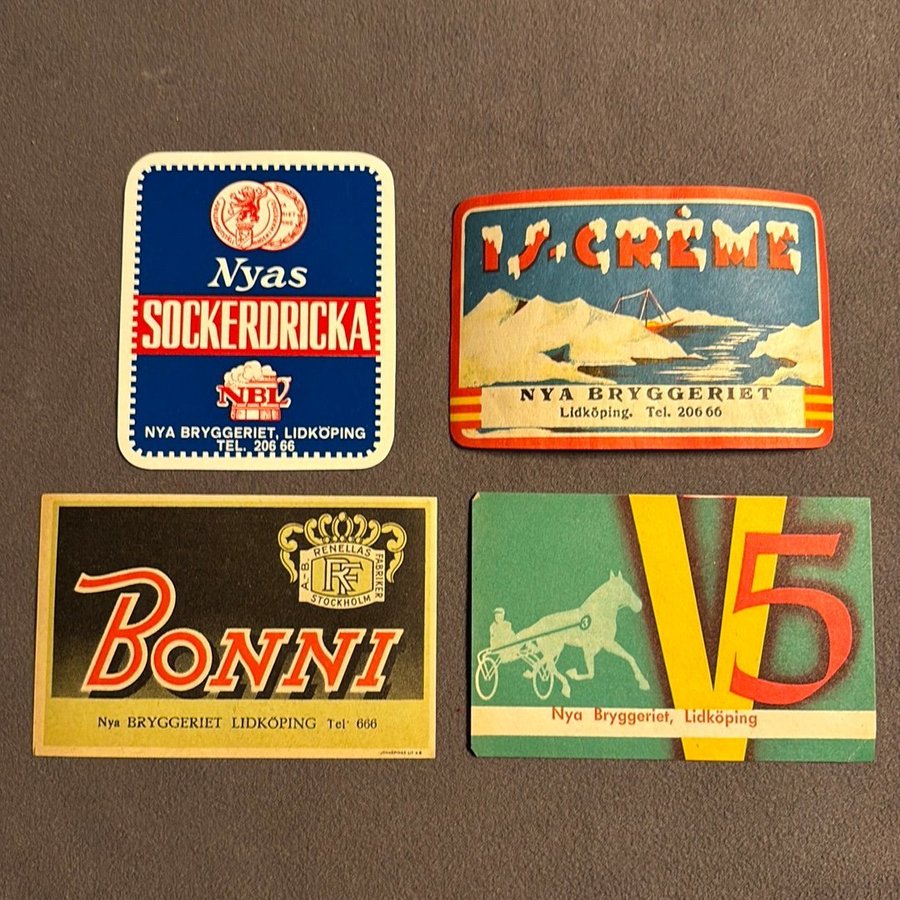 Nyas
SOCKERDRICKA
NBL
NYA BRYGGERIET, LIDKÖPING
TEL. 206 66
IS-CRÈME
NYA BRYGGERIET
Lidköping. Tel. 206 66
A-B. RENELLAS FABRIKER
RF
STOCKHOLM
BONNI
Nya BRYGGERIET LIDKÖPING Tel· 666
V5
3
Nya Bryggeriet, Lidköping